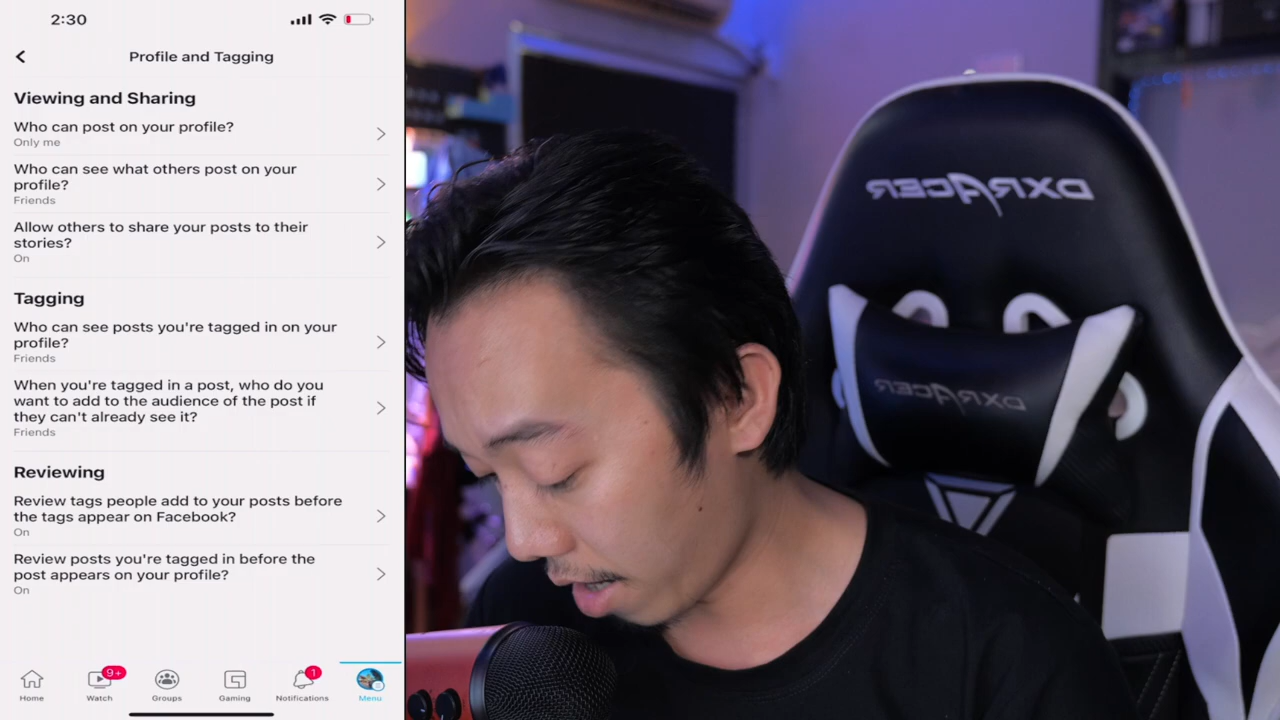 2:30
Profile and Tagging
Viewing and Sharing
Who can post on your profile?
Only me
Who can see what others post on your
profile?
Friends
Allow others to share your posts to their
stories?
On
Tagging
Who can see posts you're tagged in on your
profile?
Friends
When you're tagged in a post, who do you
want to add to the audience of the post if
they can't already see it?
Friends
Reviewing
Review tags people add to your posts before
the tags appear on Facebook?
On
Review posts you're tagged in before the
post appears on your profile?
On
9+
1
Home
Watch
Groups
Gaming
Notifications
Menu
DXRACER
DXRACER